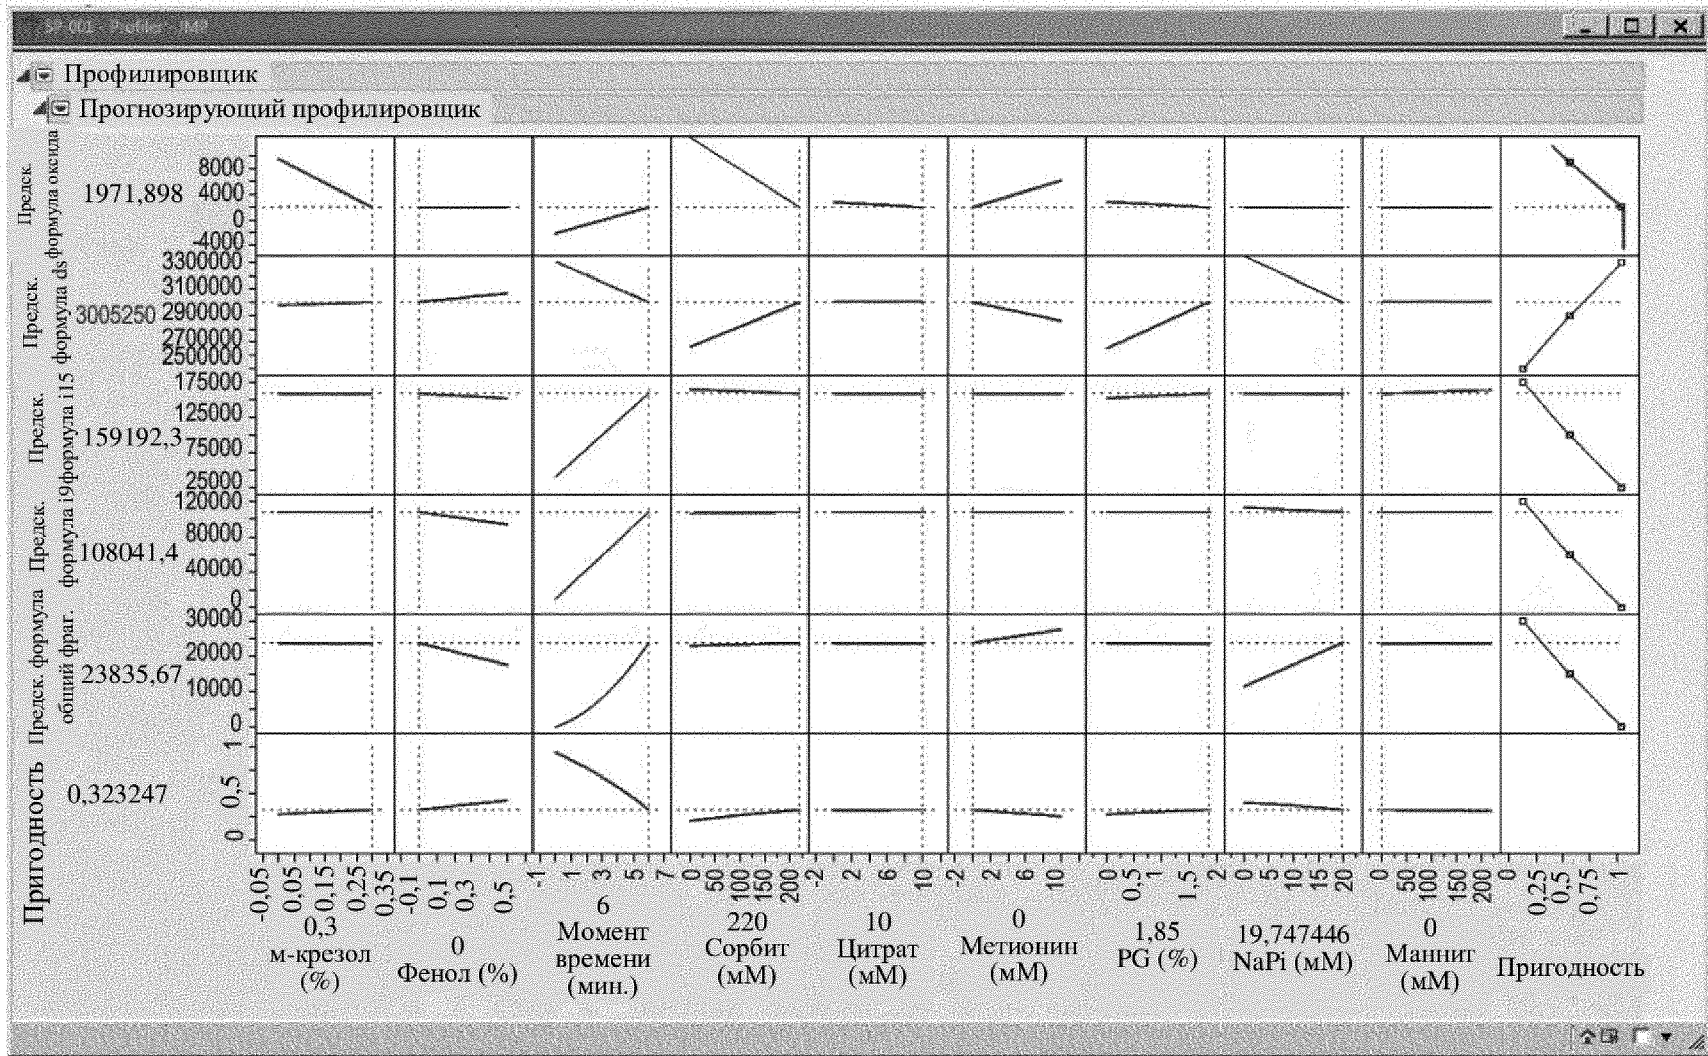 SP-001 - Profiler - JMP
Профилировщик
Прогнозирующий профилировщик
Предск.
формула оксида
1971,898
8000
4000
0
-4000
Предск.
формула ds
3005250
3300000
3100000
2900000
2700000
2500000
Предск.
формула i15
159192,3
175000
125000
75000
25000
Предск.
формула i9
108041,4
120000
80000
40000
0
Предск. формула
общий фраг.
23835,67
30000
20000
10000
0
Пригодность
0,323247
1
0,5
0
-0,05
0,05
0,15
0,25
0,35
-0,1
0,1
0,3
0,5
-1
1
3
5
7
0
50
100
150
200
-2
2
6
10
-2
2
6
10
0
0,5
1
1,5
2
0
5
10
15
20
0
50
100
150
200
0
0,25
0,5
0,75
1
0,3
м-крезол
(%)
0
Фенол (%)
6
Момент
времени
(мин.)
220
Сорбит
(мМ)
10
Цитрат
(мМ)
0
Метионин
(мМ)
1,85
PG (%)
19,747446
NaPi (мМ)
0
Маннит
(мМ)
Пригодность